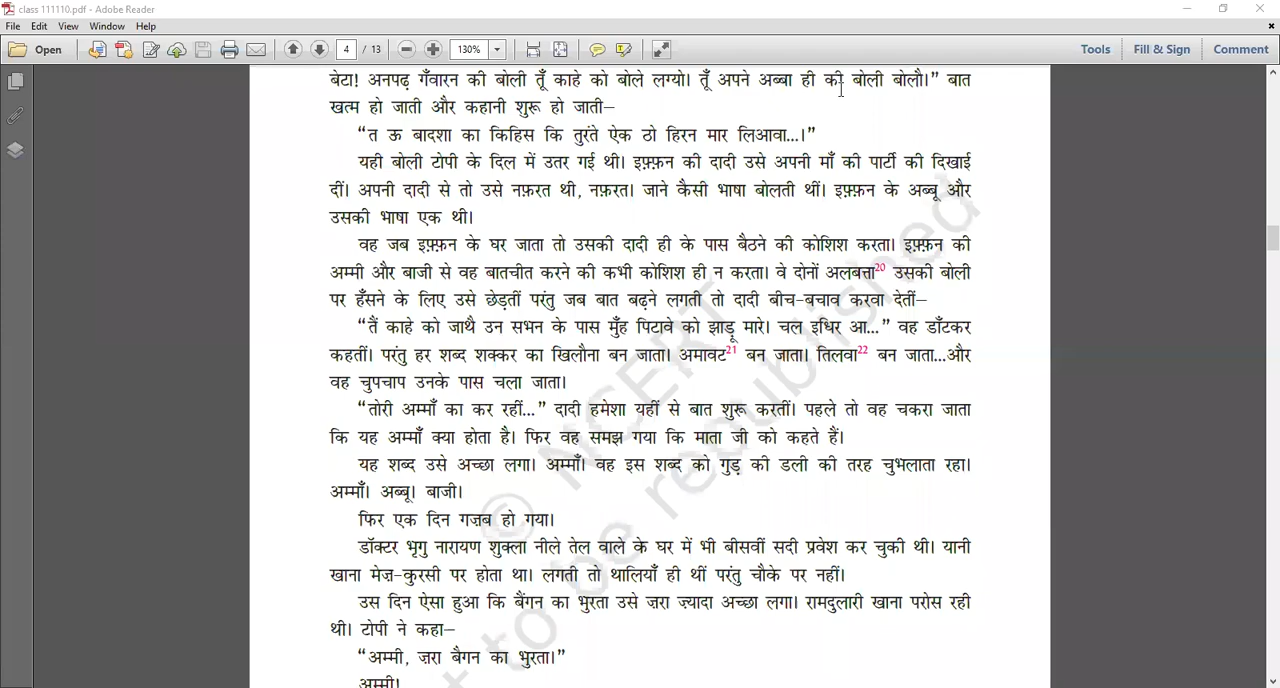 class 111110.pdf - Adobe Reader
File Edit View Window Help
Open 4 / 13 130% Tools Fill & Sign Comment
बेटा! अनपढ़ गँवारन की बोली तूँ काहे को बोले लग्यो। तूँ अपने अब्बा ही की बोली बोलौ।” बात
खत्म हो जाती और कहानी शुरू हो जाती–
“त ऊ बादशा का किहिस कि तुरंते ऐक ठो हिरन मार लिआवा...।”
यही बोली टोपी के दिल में उतर गई थी। इफ़्फ़न की दादी उसे अपनी माँ की पार्टी की दिखाई
दीं। अपनी दादी से तो उसे नफ़रत थी, नफ़रत। जाने कैसी भाषा बोलती थीं। इफ़्फ़न के अब्बू और
उसकी भाषा एक थी।
वह जब इफ़्फ़न के घर जाता तो उसकी दादी ही के पास बैठने की कोशिश करता। इफ़्फ़न की
अम्मी और बाजी से वह बातचीत करने की कभी कोशिश ही न करता। वे दोनों अलबत्ता20 उसकी बोली
पर हँसने के लिए उसे छेड़तीं परंतु जब बात बढ़ने लगती तो दादी बीच-बचाव करवा देतीं–
“तैं काहे को जाथै उन सभन के पास मुँह पिटावे को झाड़ू मारे। चल इधिर आ...” वह डाँटकर
कहतीं। परंतु हर शब्द शक्कर का खिलौना बन जाता। अमावट21 बन जाता। तिलवा22 बन जाता...और
वह चुपचाप उनके पास चला जाता।
“तोरी अम्माँ का कर रहीं...” दादी हमेशा यहीं से बात शुरू करतीं। पहले तो वह चकरा जाता
कि यह अम्माँ क्या होता है। फिर वह समझ गया कि माता जी को कहते हैं।
यह शब्द उसे अच्छा लगा। अम्माँ। वह इस शब्द को गुड़ की डली की तरह चुभलाता रहा।
अम्माँ। अब्बू। बाजी।
फिर एक दिन गज़ब हो गया।
डॉक्टर भृगु नारायण शुक्ला नीले तेल वाले के घर में भी बीसवीं सदी प्रवेश कर चुकी थी। यानी
खाना मेज़-कुरसी पर होता था। लगती तो थालियाँ ही थीं परंतु चौके पर नहीं।
उस दिन ऐसा हुआ कि बैंगन का भुरता उसे ज़रा ज़्यादा अच्छा लगा। रामदुलारी खाना परोस रही
थी। टोपी ने कहा–
“अम्मी, ज़रा बैगन का भुरता।”
अम्मी!
© NCERT
not to be republished